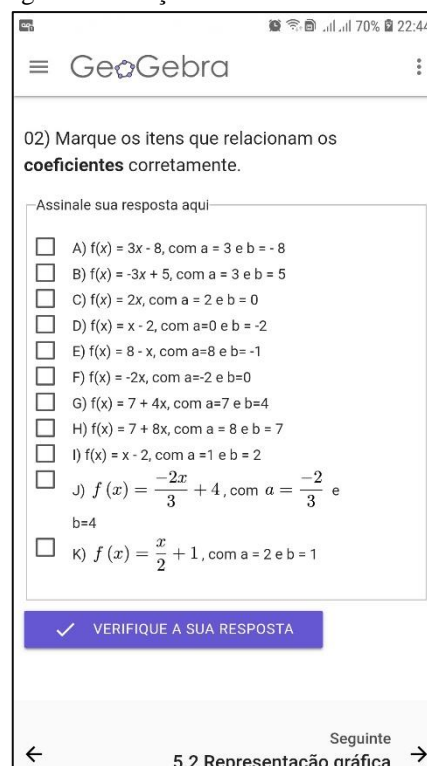 70% 22:44
GeoGebra
02) Marque os itens que relacionam os
coeficientes corretamente.
Assinale sua resposta aqui
A) f(x) = 3x - 8, com a = 3 e b = - 8
B) f(x) = -3x + 5, com a = 3 e b = 5
C) f(x) = 2x, com a = 2 e b = 0
D) f(x) = x - 2, com a=0 e b = -2
E) f(x) = 8 - x, com a=8 e b= -1
F) f(x) = -2x, com a=-2 e b=0
G) f(x) = 7 + 4x, com a=7 e b=4
H) f(x) = 7 + 8x, com a = 8 e b = 7
I) f(x) = x - 2, com a =1 e b = 2
J) f (x) = -2x/3 + 4, com a = -2/3 e
b=4
K) f (x) = x/2 + 1, com a = 2 e b = 1
VERIFIQUE A SUA RESPOSTA
Seguinte
5.2 Representação gráfica